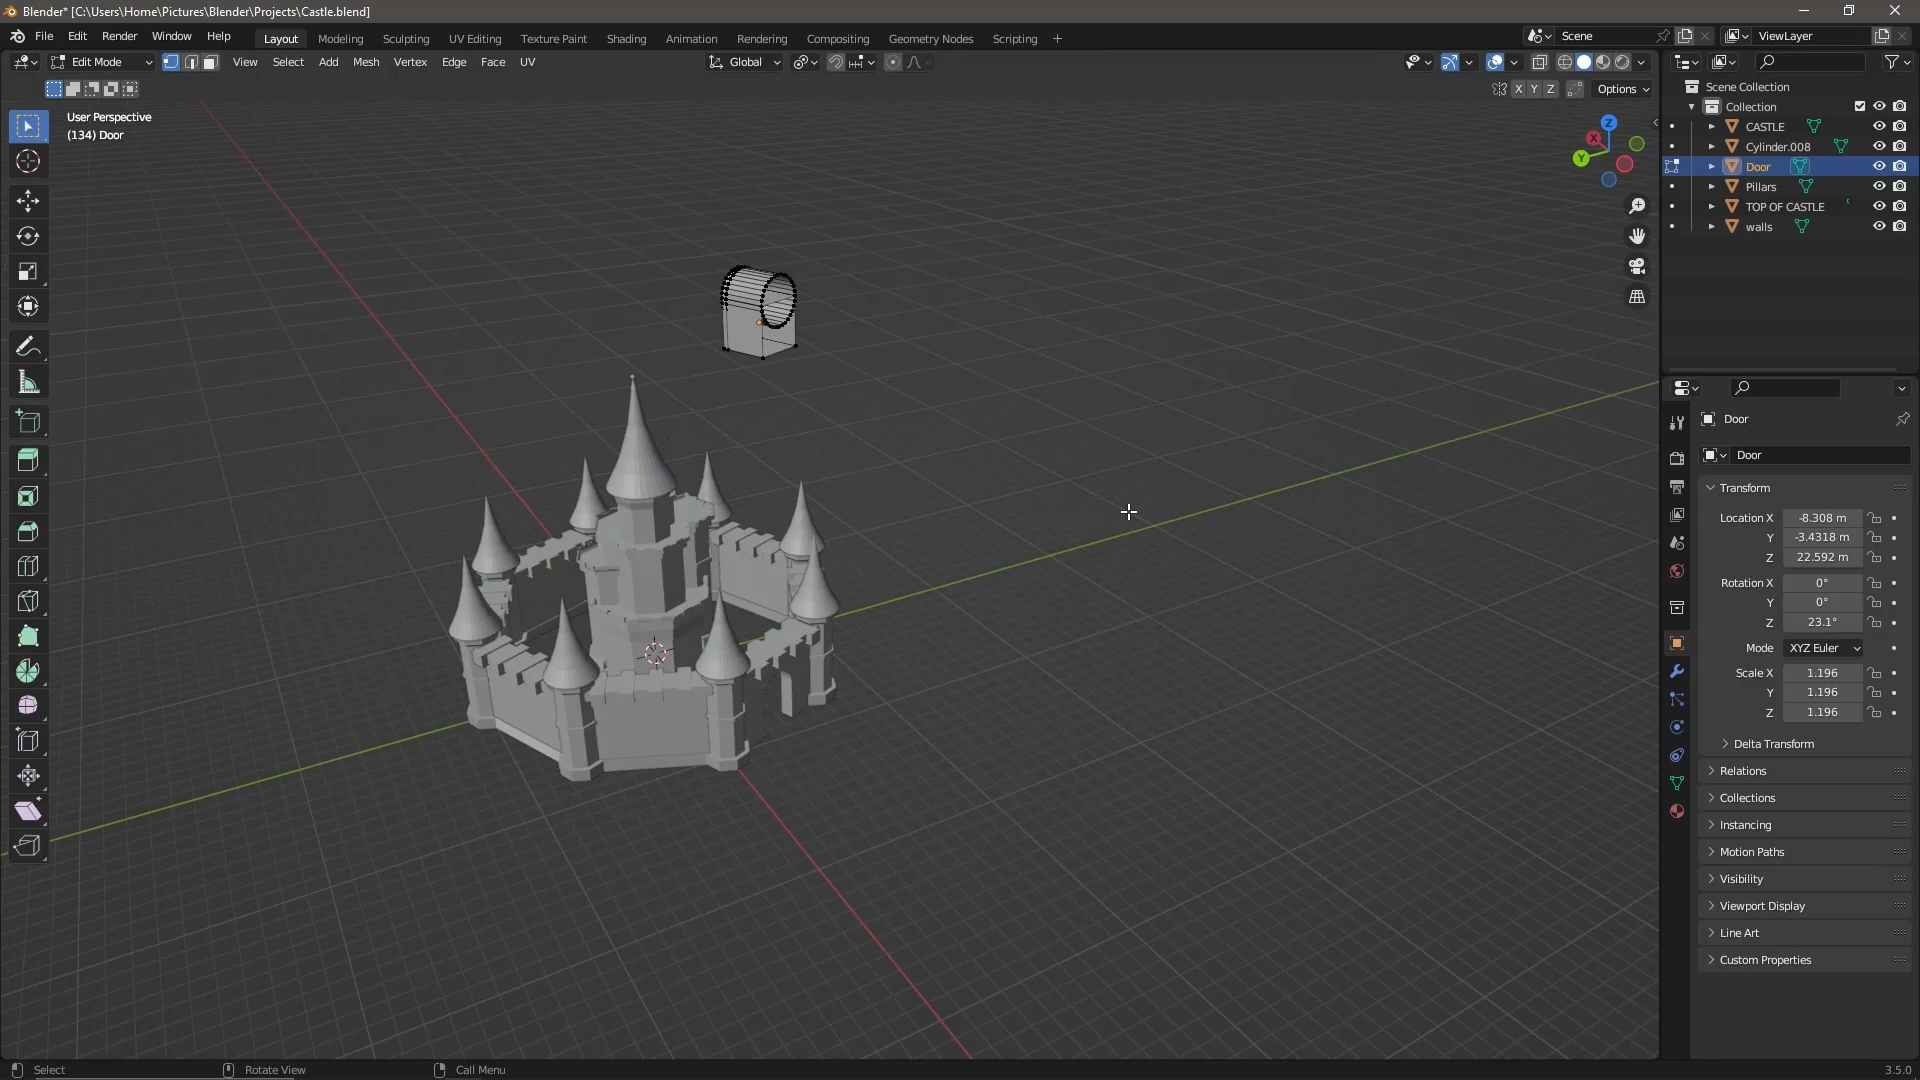 Blender* [C:\Users\Home\Pictures\Blender\Projects\Castle.blend]
File Edit Render Window Help Layout Modeling Sculpting UV Editing Texture Paint Shading Animation Rendering Compositing Geometry Nodes Scripting + Scene ViewLayer
Edit Mode View Select Add Mesh Vertex Edge Face UV Global
X Y Z Options
User Perspective
(134) Door
Z
X
Y
Scene Collection
Collection
CASTLE
Cylinder.008
Door
Pillars
TOP OF CASTLE
walls
Door
Door
Transform
Location X -8.308 m
Y -3.4318 m
Z 22.592 m
Rotation X 0°
Y 0°
Z 23.1°
Mode XYZ Euler
Scale X 1.196
Y 1.196
Z 1.196
Delta Transform
Relations
Collections
Instancing
Motion Paths
Visibility
Viewport Display
Line Art
Custom Properties
Select Rotate View Call Menu 3.5.0